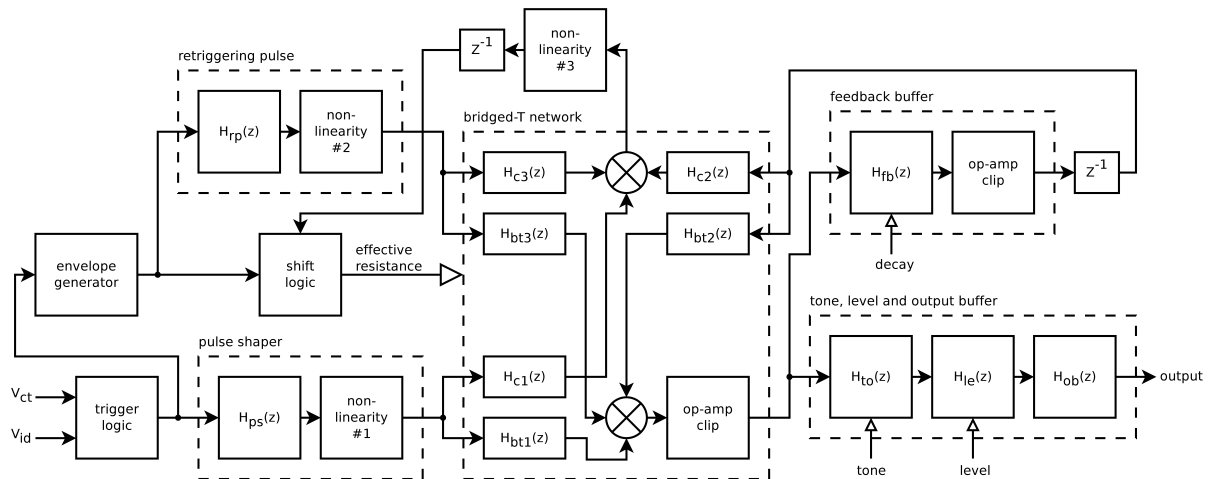 retriggering pulse
H_rp(z)
non-
linearity
#2
Z^-1
non-
linearity
#3
bridged-T network
H_c3(z)
H_c2(z)
H_bt3(z)
H_bt2(z)
feedback buffer
H_fb(z)
op-amp
clip
Z^-1
decay
envelope
generator
shift
logic
effective
resistance
pulse shaper
V_ct
V_id
trigger
logic
H_ps(z)
non-
linearity
#1
H_c1(z)
H_bt1(z)
op-amp
clip
tone, level and output buffer
H_to(z)
H_le(z)
H_ob(z)
output
tone
level